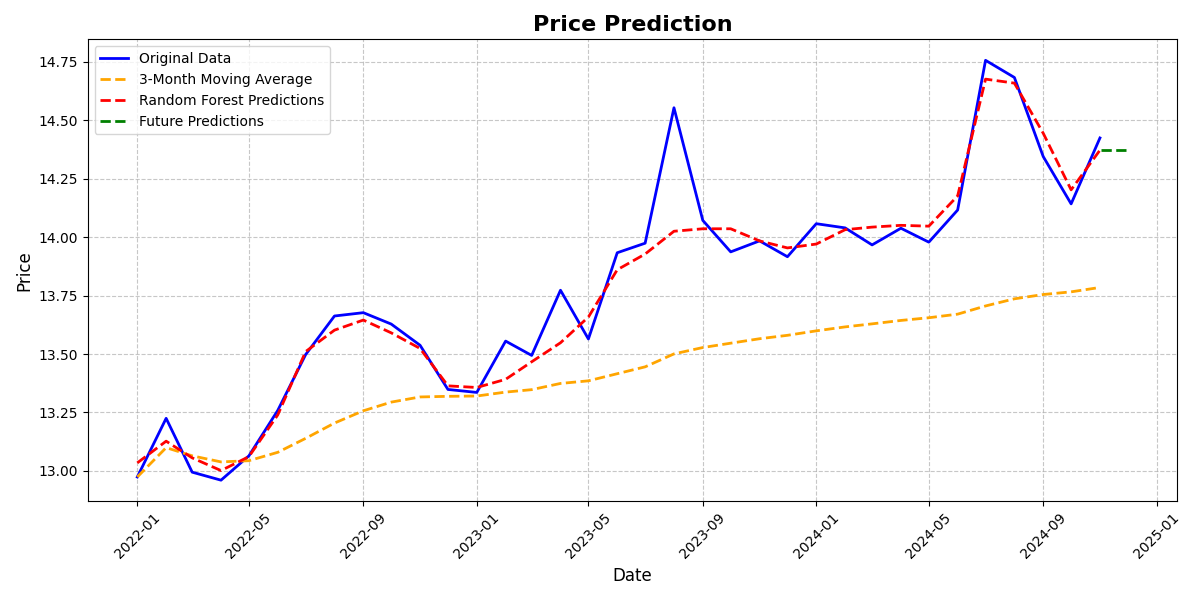 Price Prediction
Original Data
3-Month Moving Average
Random Forest Predictions
Future Predictions
14.75
14.50
14.25
14.00
13.75
13.50
13.25
13.00
Price
2022-01
2022-05
2022-09
2023-01
2023-05
2023-09
2024-01
2024-05
2024-09
2025-01
Date